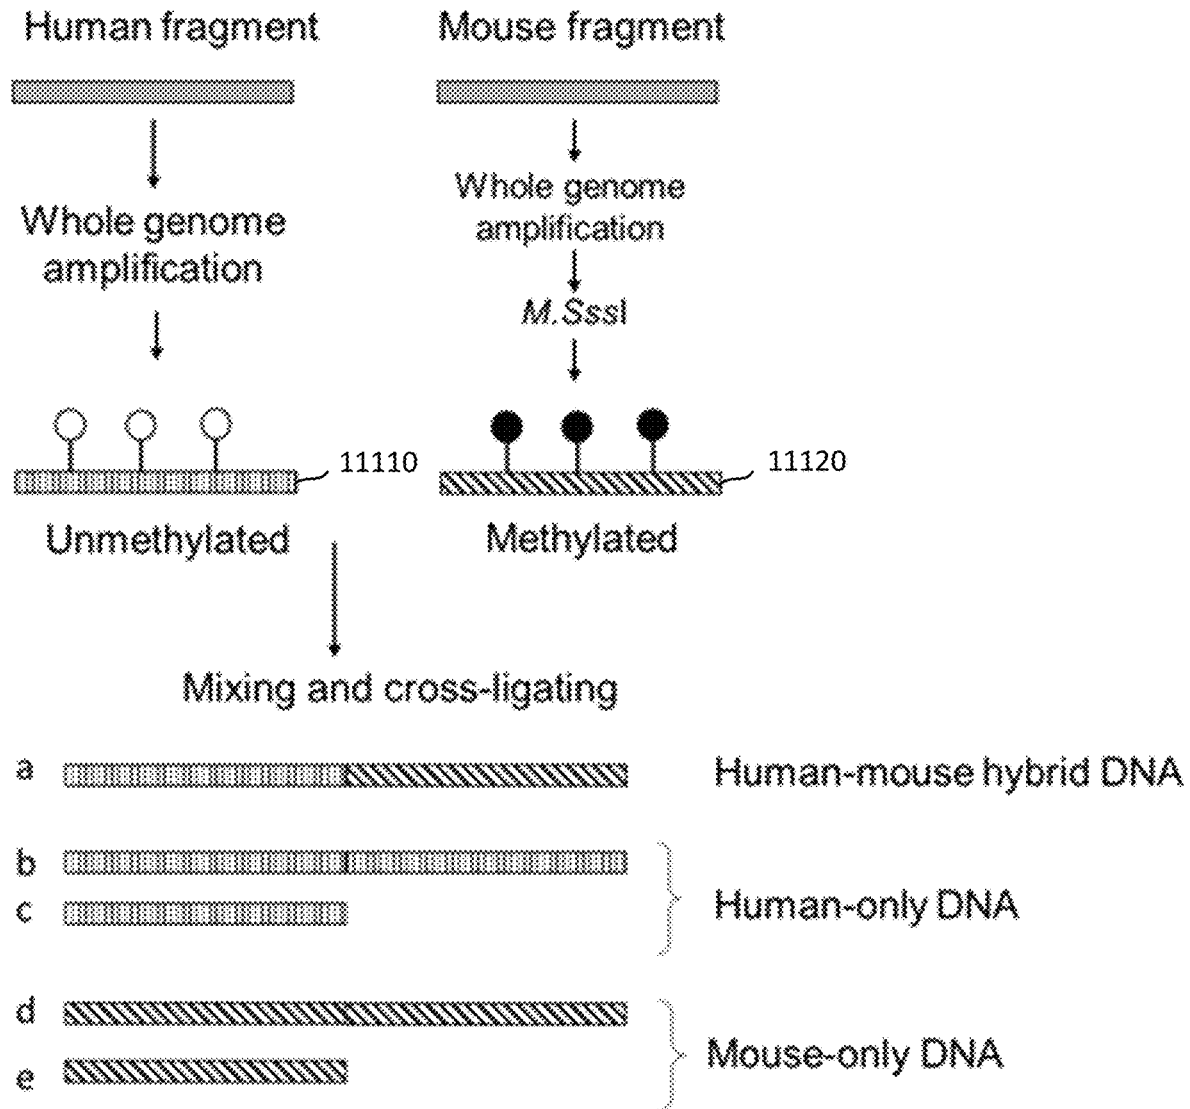 Human fragment
Mouse fragment
Whole genome
amplification
Whole genome
amplification
M.SssI
11110
11120
Unmethylated
Methylated
Mixing and cross-ligating
a
Human-mouse hybrid DNA
b
c
Human-only DNA
d
e
Mouse-only DNA